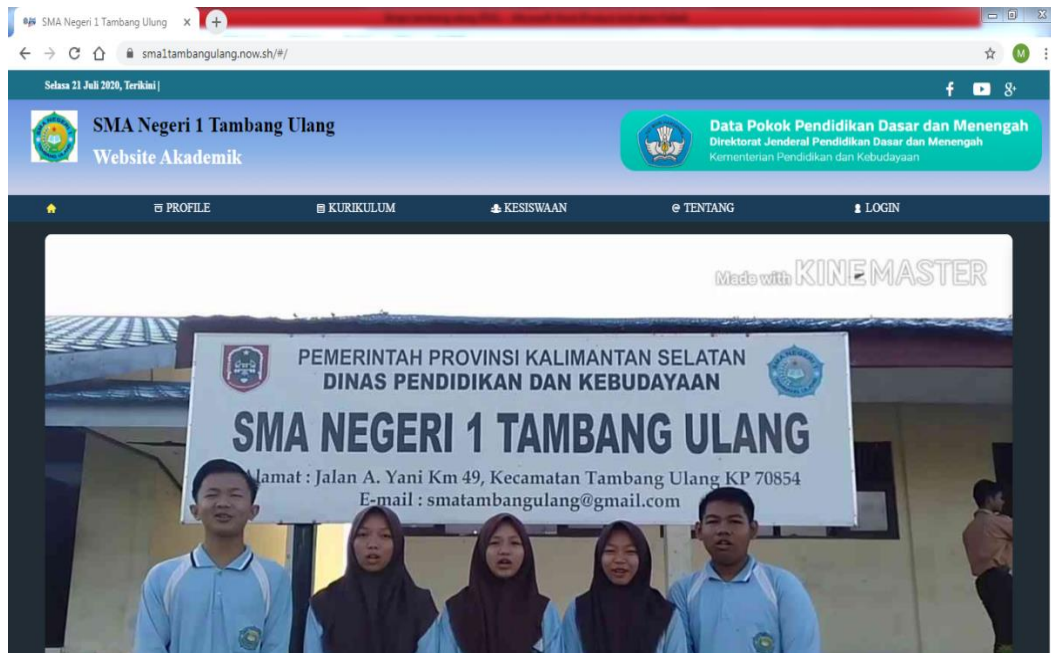 SMA Negeri 1 Tambang Ulung
sma1tambangulang.now.sh/#/
M
Selasa 21 Juli 2020, Terikini |
SMA Negeri 1 Tambang Ulang
Website Akademik
Data Pokok Pendidikan Dasar dan Menengah
Direktorat Jenderal Pendidikan Dasar dan Menengah
Kementerian Pendidikan dan Kebudayaan
PROFILE KURIKULUM KESISWAAN TENTANG LOGIN
Made with KINEMASTER
PEMERINTAH PROVINSI KALIMANTAN SELATAN
DINAS PENDIDIKAN DAN KEBUDAYAAN
SMA NEGERI 1 TAMBANG ULANG
Alamat : Jalan A. Yani Km 49, Kecamatan Tambang Ulang KP 70854
E-mail : smatambangulang@gmail.com